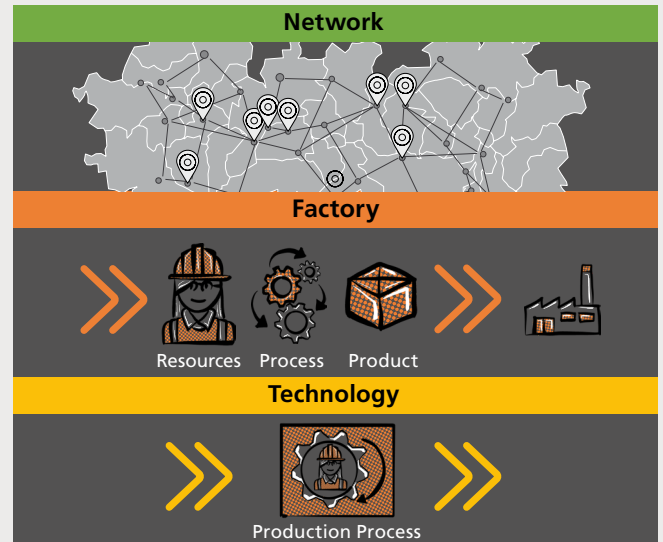 Network
Factory
Resources Process Product
Technology
Production Process